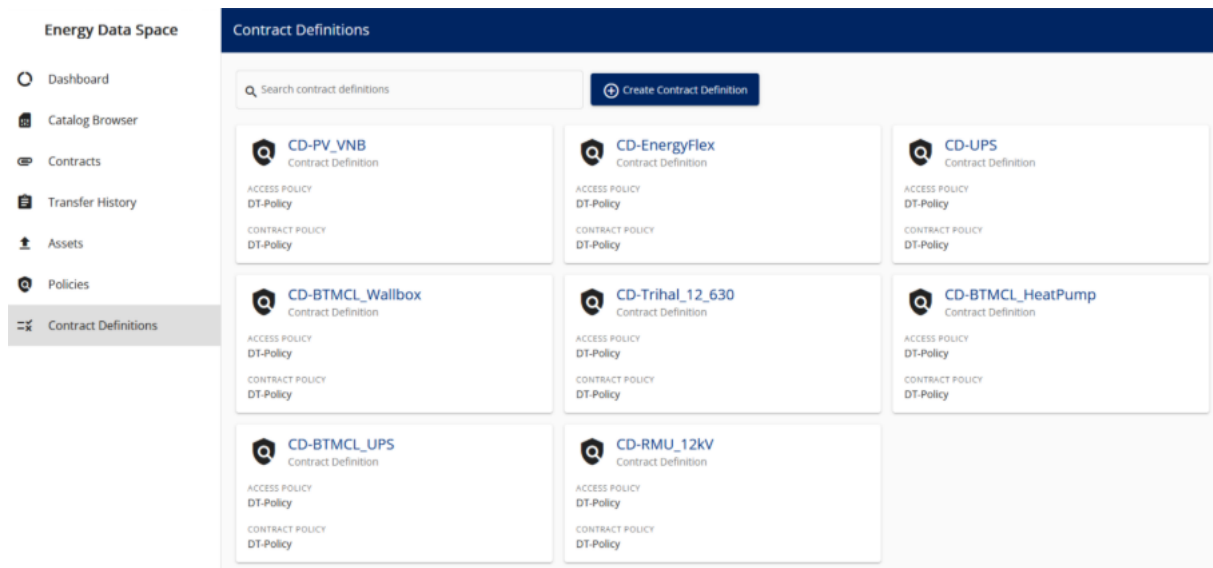 Energy Data Space
Dashboard
Catalog Browser
Contracts
Transfer History
Assets
Policies
Contract Definitions
Contract Definitions
Search contract definitions
Create Contract Definition
CD-PV_VNB
Contract Definition
ACCESS POLICY
DT-Policy
CONTRACT POLICY
DT-Policy
CD-EnergyFlex
Contract Definition
ACCESS POLICY
DT-Policy
CONTRACT POLICY
DT-Policy
CD-UPS
Contract Definition
ACCESS POLICY
DT-Policy
CONTRACT POLICY
DT-Policy
CD-BTMCL_Wallbox
Contract Definition
ACCESS POLICY
DT-Policy
CONTRACT POLICY
DT-Policy
CD-Trihal_12_630
Contract Definition
ACCESS POLICY
DT-Policy
CONTRACT POLICY
DT-Policy
CD-BTMCL_HeatPump
Contract Definition
ACCESS POLICY
DT-Policy
CONTRACT POLICY
DT-Policy
CD-BTMCL_UPS
Contract Definition
ACCESS POLICY
DT-Policy
CONTRACT POLICY
DT-Policy
CD-RMU_12kV
Contract Definition
ACCESS POLICY
DT-Policy
CONTRACT POLICY
DT-Policy